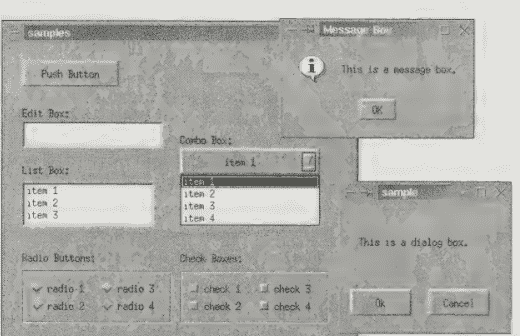 samples
Message Box
Push Button
This is a message box.
OK
Edit Box:
Combo Box:
item 1
List Box:
item 1
item 2
item 3
item 1
item 2
item 3
item 4
sample
This is a dialog box.
Radio Buttons:
radio 1
radio 3
radio 2
radio 4
Check Boxes:
check 1
check 3
check 2
check 4
Ok
Cancel